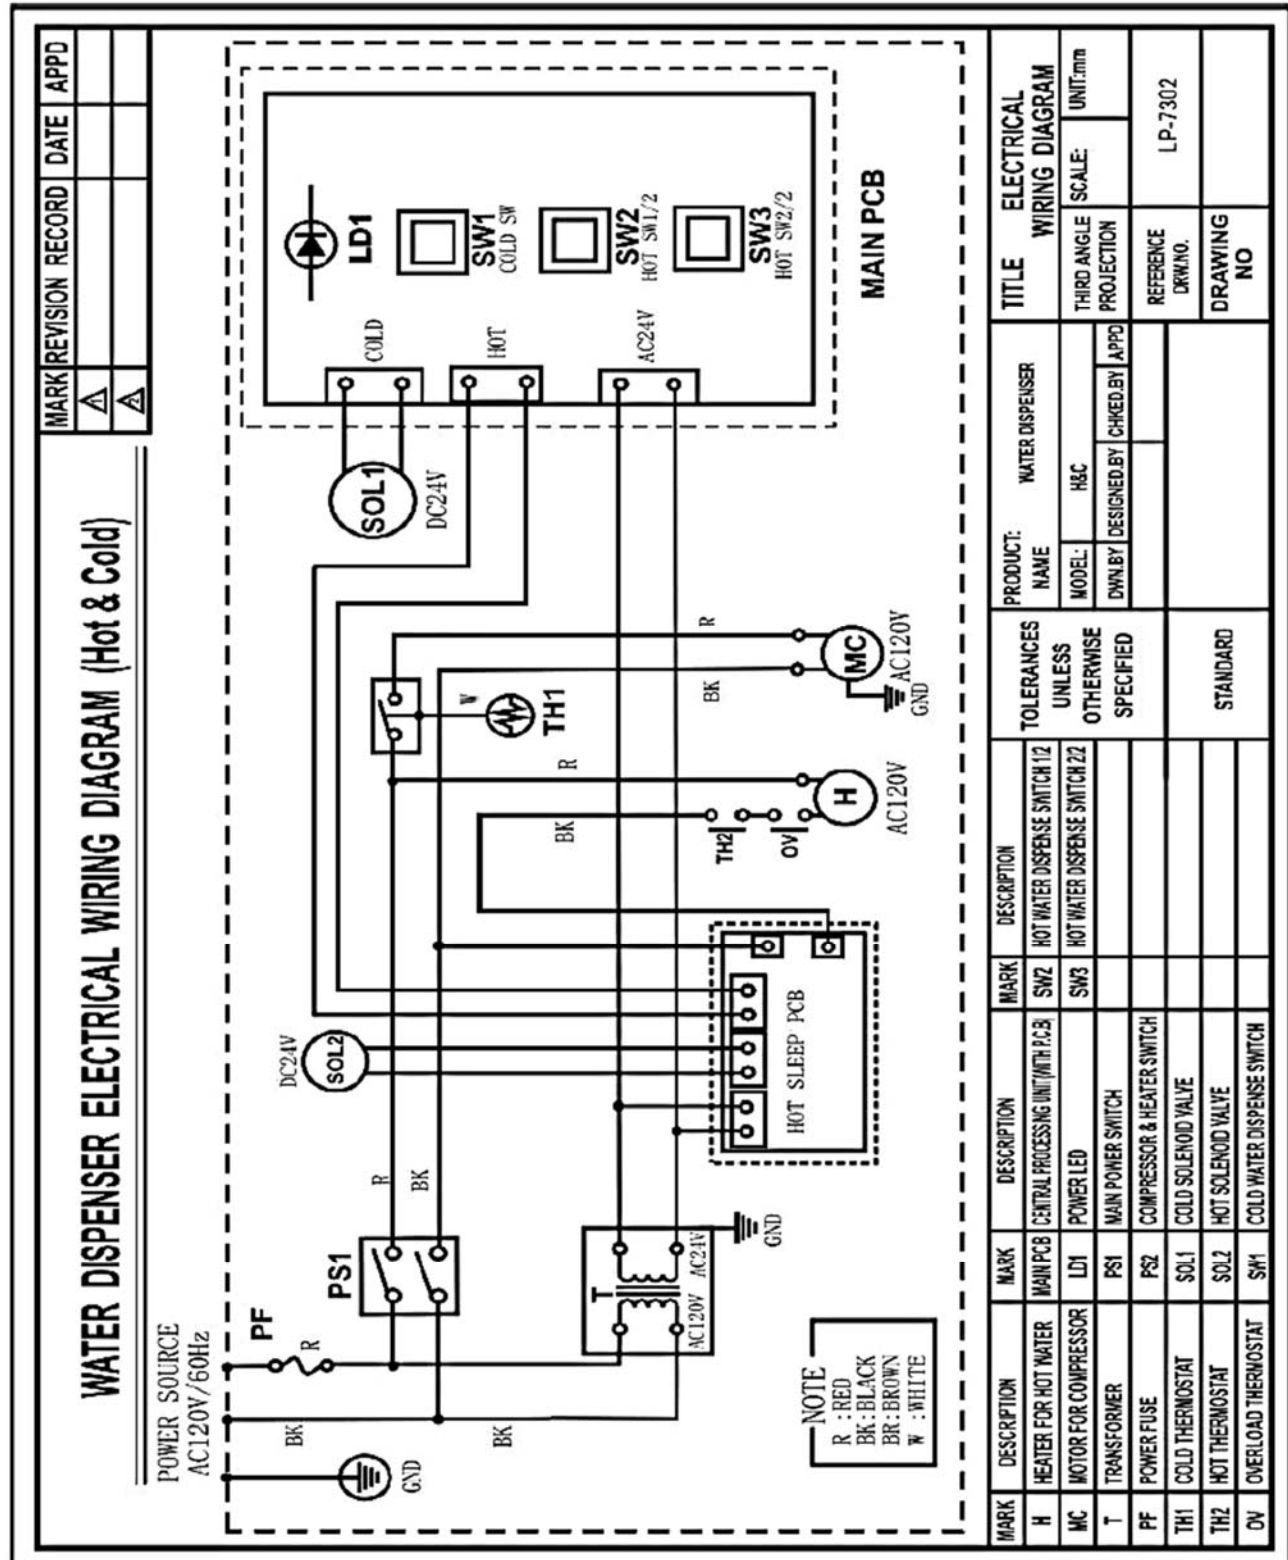 WATER DISPENSER ELECTRICAL WIRING DIAGRAM (Hot & Cold)
MARK REVISION RECORD DATE APPD
1
2
POWER SOURCE
AC120V/60Hz
PF
R
BK
BK
GND
PS1
R
BK
T
AC120V AC24V
GND
DC24V
SOL2
HOT SLEEP PCB
BK
R
TH2
OV
H
AC120V
W
TH1
BK
R
MC
AC120V
GND
SOL1
DC24V
COLD
HOT
AC24V
LD1
SW1
COLD SW
SW2
HOT SW1/2
SW3
HOT SW2/2
MAIN PCB
NOTE
R :RED
BK:BLACK
BR:BROWN
W :WHITE
MARK DESCRIPTION MARK DESCRIPTION MARK DESCRIPTION
H HEATER FOR HOT WATER MAIN PCB CENTRAL PROCESSING UNIT(WITH P.C.B) SW2 HOT WATER DISPENSE SWITCH 12
MC MOTOR FOR COMPRESSOR LD1 POWER LED SW3 HOT WATER DISPENSE SWITCH 22
T TRANSFORMER PS1 MAIN POWER SWITCH
PF POWER FUSE PS2 COMPRESSOR & HEATER SWITCH
TH1 COLD THERMOSTAT SOL1 COLD SOLENOID VALVE
TH2 HOT THERMOSTAT SOL2 HOT SOLENOID VALVE
OV OVERLOAD THERMOSTAT SW1 COLD WATER DISPENSE SWITCH
TOLERANCES
UNLESS
OTHERWISE
SPECIFIED
STANDARD
PRODUCT:
NAME
WATER DISPENSER
MODEL: H&C
DWN.BY DESIGNED.BY CHKED.BY APPD
TITLE ELECTRICAL
WIRING DIAGRAM
THIRD ANGLE
PROJECTION
SCALE: UNIT:mm
REFERENCE
DRW.NO.
LP-7302
DRAWING
NO